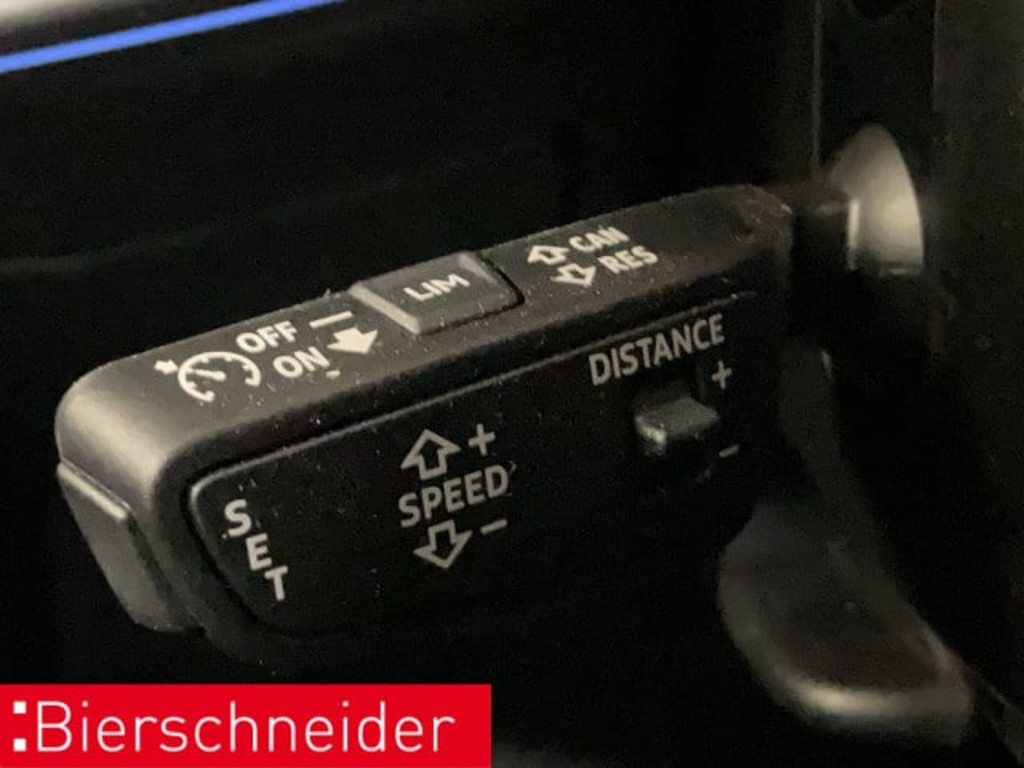 OFF —
ON
LIM
CAN
RES
DISTANCE
+
-
+
SPEED
-
SET
:Bierschneider